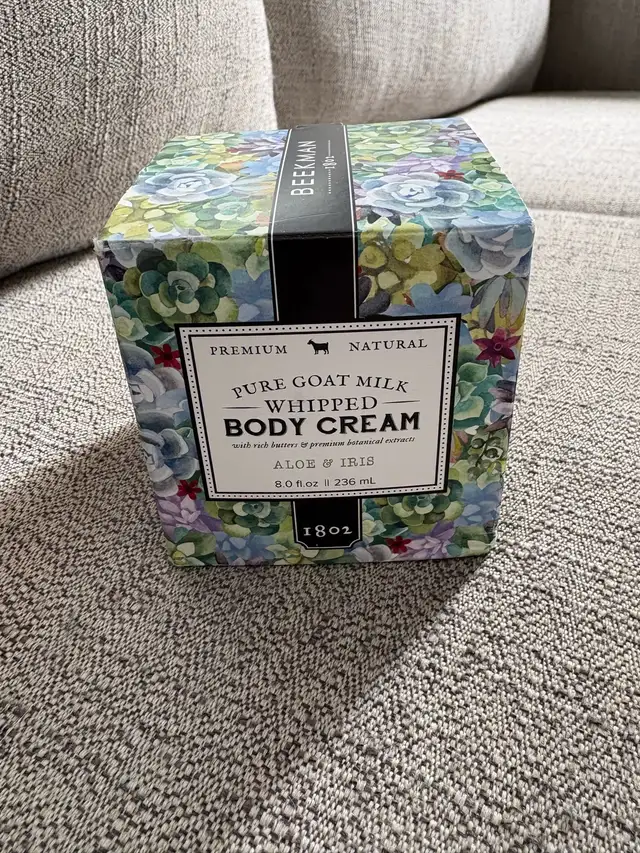 BEEKMAN
1802
PREMIUM NATURAL
PURE GOAT MILK
WHIPPED
BODY CREAM
with rich butters & premium botanical extracts
ALOE & IRIS
8.0 fl.oz || 236 mL
1802